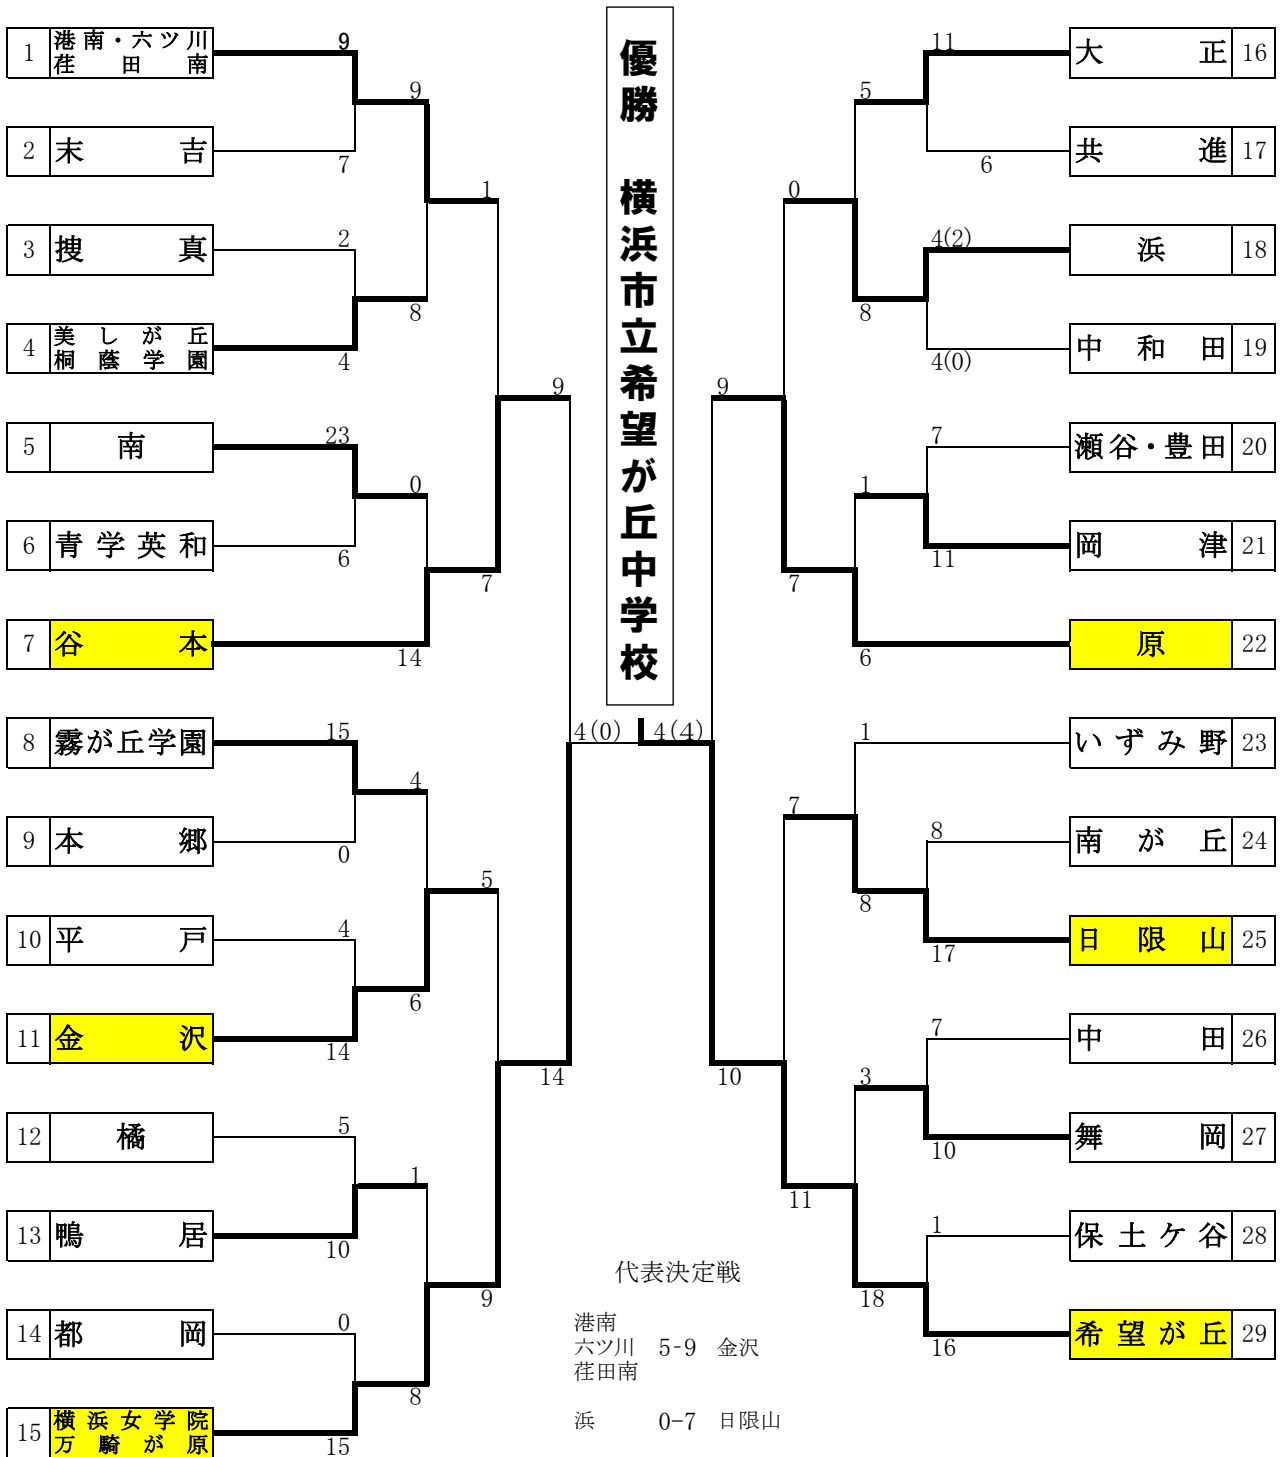 優勝 横浜市立希望が丘中学校
1 港南・六ツ川
荏田南
9
9
2 末吉
7
1
3 捜真
2
8
4 美しが丘
桐蔭学園
4
9
5 南
23
0
6 青学英和
6
7
7 谷本
14
4(0)
8 霧が丘学園
15
4
9 本郷
0
5
10 平戸
4
6
11 金沢
14
14
12 橘
5
1
13 鴨居
10
9
14 都岡
0
8
15 横浜女学院
万騎が原
15
11
大正 16
5
6
共進 17
0
4(2)
浜 18
8
4(0)
中和田 19
9
7
瀬谷・豊田 20
1
11
岡津 21
7
6
原 22
4(4)
1
いずみ野 23
7
8
南が丘 24
8
17
日限山 25
10
7
中田 26
3
10
舞岡 27
11
1
保土ケ谷 28
18
16
希望が丘 29
代表決定戦
港南
六ツ川 5-9 金沢
荏田南
浜 0-7 日限山